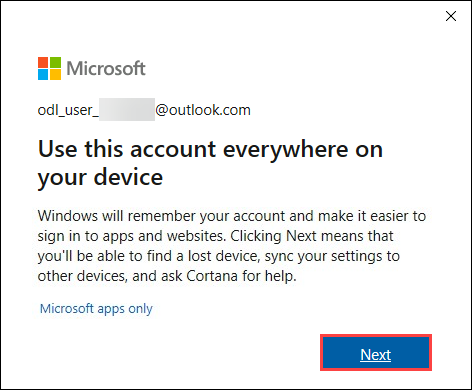 Microsoft
odl_user_ @outlook.com
Use this account everywhere on
your device
Windows will remember your account and make it easier to
sign in to apps and websites. Clicking Next means that
you'll be able to find a lost device, sync your settings to
other devices, and ask Cortana for help.
Microsoft apps only
Next